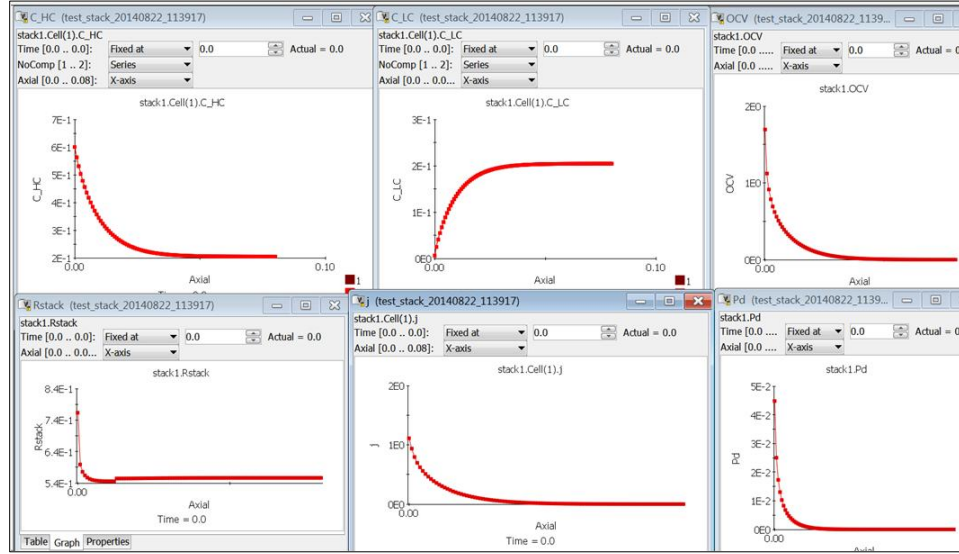 C_HC (test_stack_20140822_113917)
stack1.Cell(1).C_HC
Time [0.0 .. 0.0]: Fixed at 0.0 Actual = 0.0
NoComp [1 .. 2]: Series
Axial [0.0 .. 0.08]: X-axis
stack1.Cell(1).C_HC
7E-1
6E-1
5E-1
4E-1
3E-1
2E-1
C_HC
0.00 0.10
Axial
1
C_LC (test_stack_20140822_113917)
stack1.Cell(1).C_LC
Time [0.0 .. 0.0]: Fixed at 0.0 Actual = 0.0
NoComp [1 .. 2]: Series
Axial [0.0 .. 0.0... X-axis
stack1.Cell(1).C_LC
3E-1
2E-1
1E-1
0E0
C_LC
0.00 0.10
Axial
1
OCV (test_stack_20140822_1139...
stack1.OCV
Time [0.0 ..... Fixed at 0.0 Actual = 0
Axial [0.0 ..... X-axis
stack1.OCV
2E0
1E0
0E0
OCV
0.00
Axial
Rstack (test_stack_20140822_113917)
stack1.Rstack
Time [0.0 .. 0.0]: Fixed at 0.0 Actual = 0.0
Axial [0.0 .. 0.0... X-axis
stack1.Rstack
8.4E-1
7.4E-1
6.4E-1
5.4E-1
Rstack
0.00
Axial
Time = 0.0
Table Graph Properties
j (test_stack_20140822_113917)
stack1.Cell(1).j
Time [0.0 .. 0.0]: Fixed at 0.0 Actual = 0.0
Axial [0.0 .. 0.08]: X-axis
stack1.Cell(1).j
2E0
1E0
0E0
j
0.00
Axial
Time = 0.0
Pd (test_stack_20140822_1139...
stack1.Pd
Time [0.0 .... Fixed at 0.0 Actual = 0
Axial [0.0 .... X-axis
stack1.Pd
5E-2
4E-2
3E-2
2E-2
1E-2
0E0
Pd
0.00